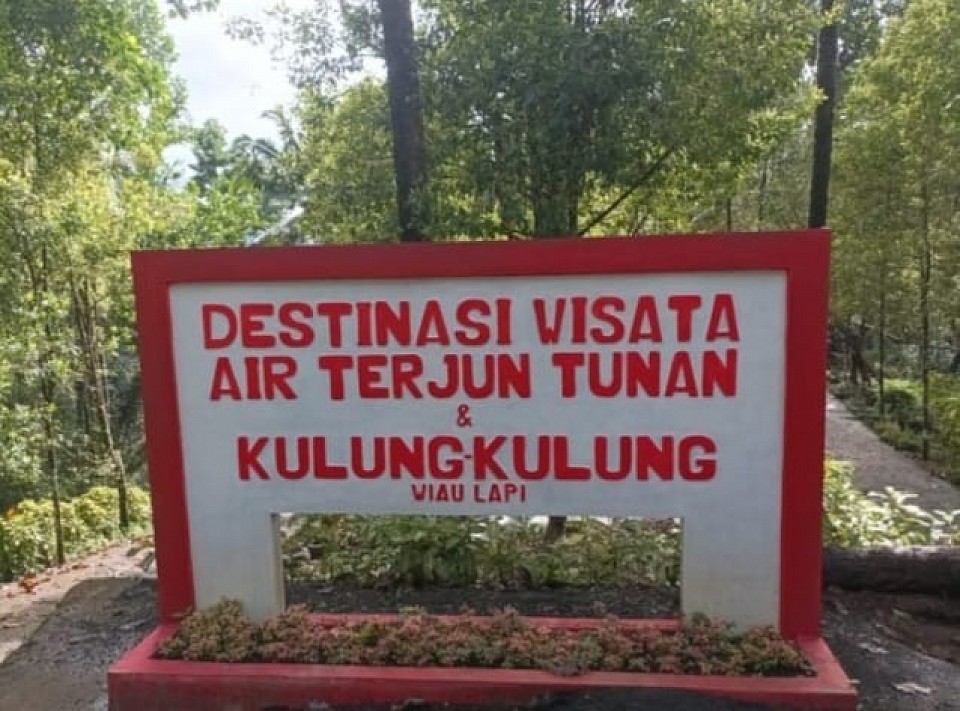 DESTINASI WISATA
AIR TERJUN TUNAN
&
KULUNG-KULUNG
WIAU LAPI